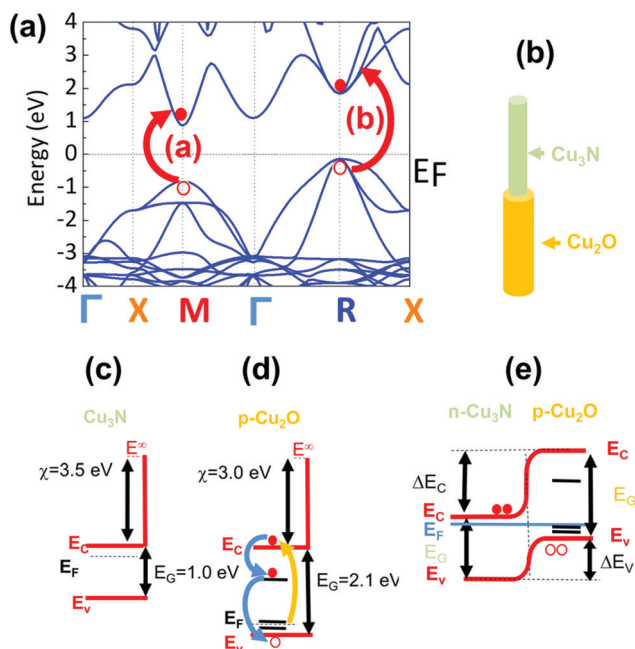 (a)
(b)
Energy (eV)
4
3
2
1
0
-1
-2
-3
-4
(a)
(b)
EF
Γ X M Γ R X
Cu3N
Cu2O
(c)
(d)
(e)
Cu3N
p-Cu2O
n-Cu3N p-Cu2O
E∞
χ=3.5 eV
EC
EF
EG=1.0 eV
Ev
E∞
χ=3.0 eV
EC
EG=2.1 eV
EF
Ev
EC
ΔEC
EC
EF
EG
EG
Ev
Ev
ΔEV